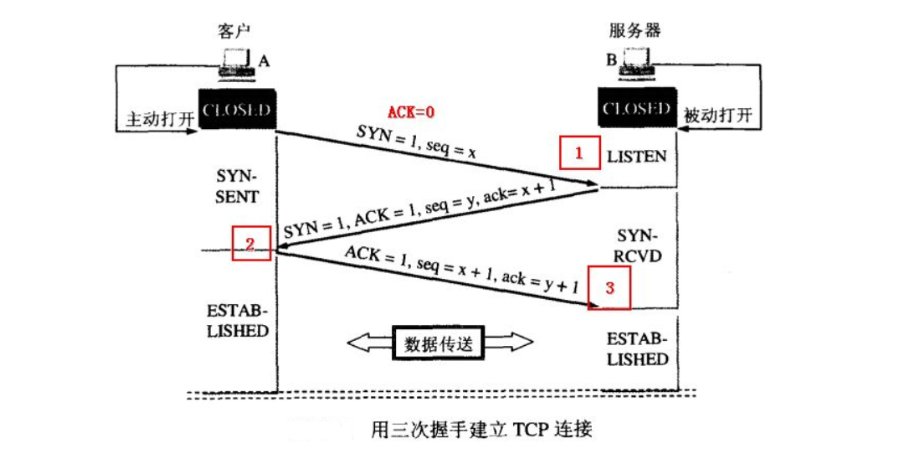 客户
服务器
A
B
CLOSED
CLOSED
主动打开
被动打开
ACK=0
SYN = 1, seq = x
1
LISTEN
SYN-
SENT
SYN = 1, ACK = 1, seq = y, ack= x + 1
2
SYN-
RCVD
ACK = 1, seq = x + 1, ack = y + 1
3
ESTAB-
LISHED
数据传送
ESTAB-
LISHED
用三次握手建立 TCP 连接